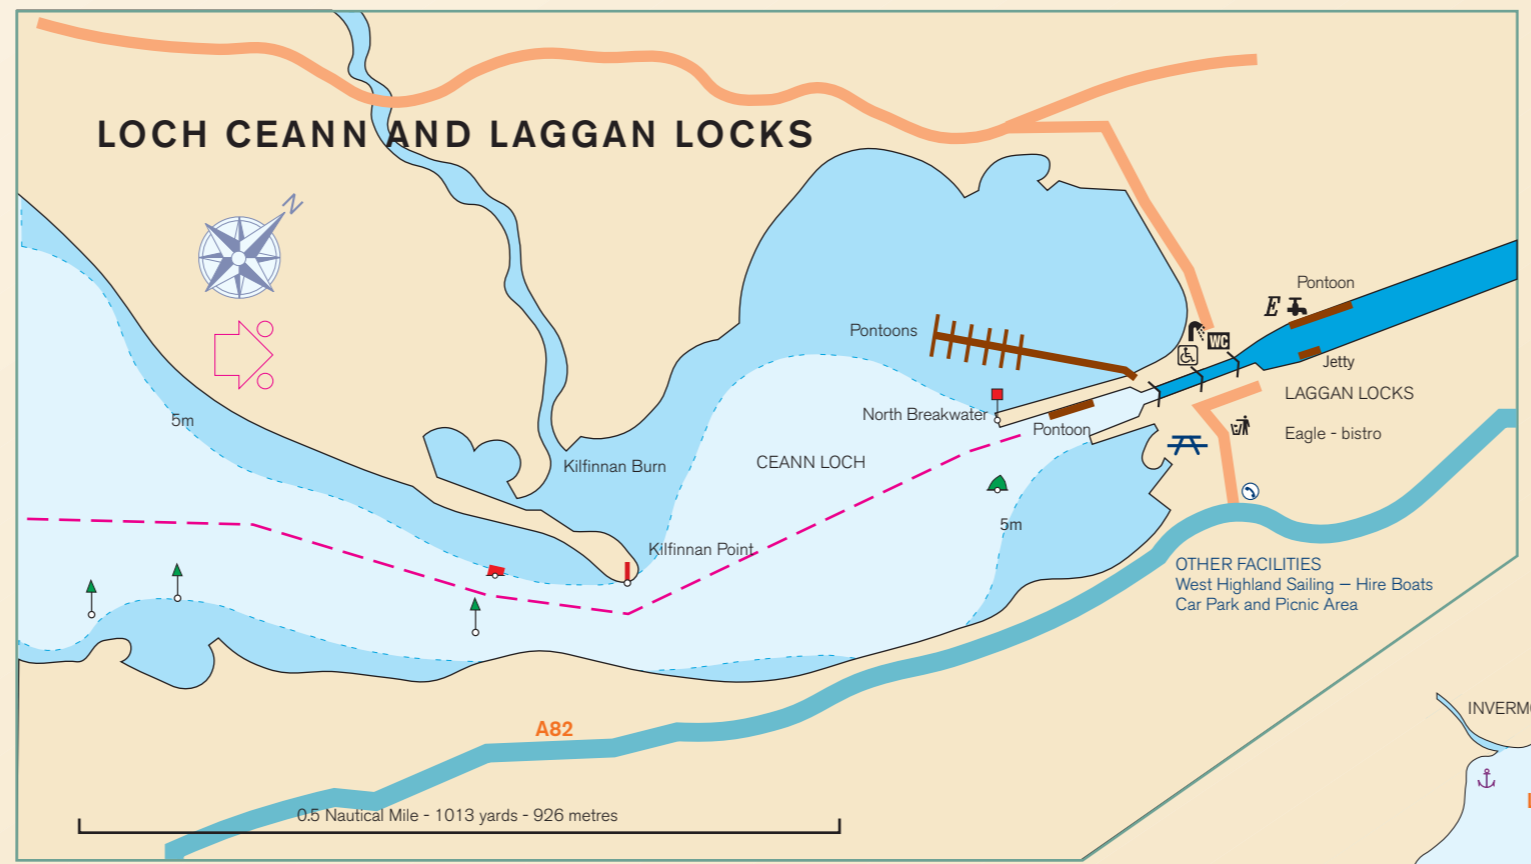 LOCH CEANN AND LAGGAN LOCKS
N
Pontoon
E
Pontoons
WC
Jetty
LAGGAN LOCKS
North Breakwater
Pontoon
5m
Eagle - bistro
Kilfinnan Burn
CEANN LOCH
5m
Kilfinnan Point
OTHER FACILITIES
West Highland Sailing – Hire Boats
Car Park and Picnic Area
A82
INVERM
0.5 Nautical Mile - 1013 yards - 926 metres